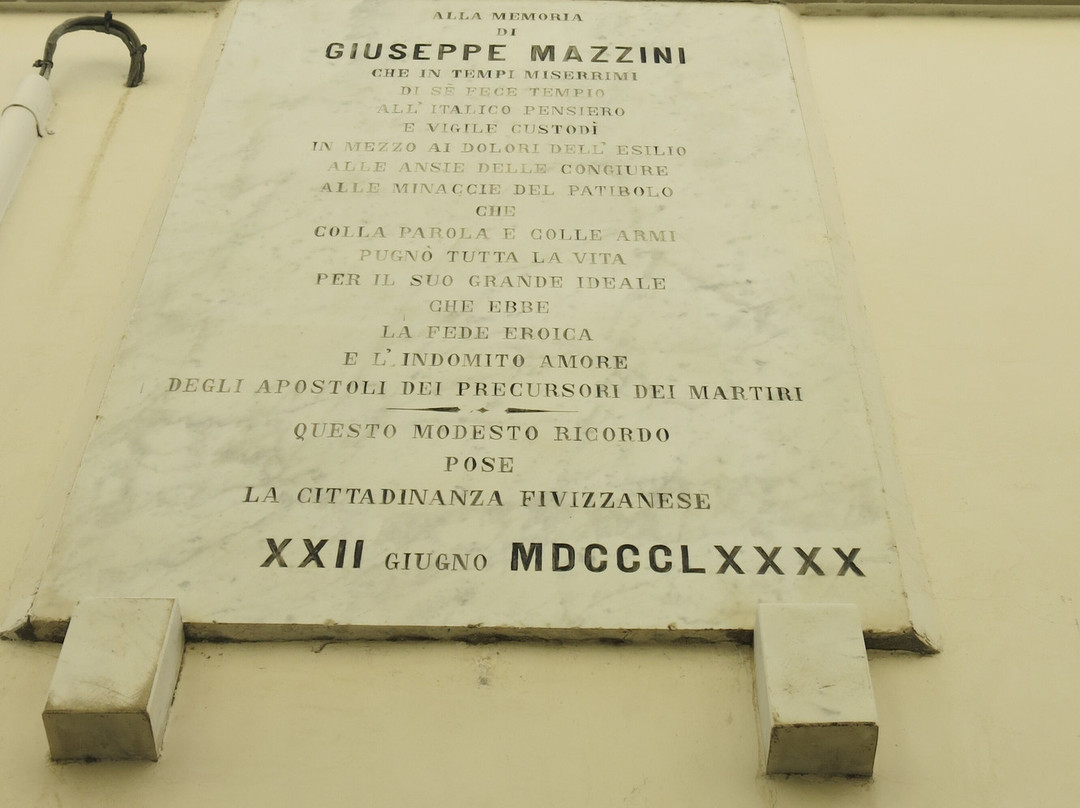 ALLA MEMORIA
DI
GIUSEPPE MAZZINI
CHE IN TEMPI MISERRIMI
DI SÈ FECE TEMPIO
ALL' ITALICO PENSIERO
E VIGILE CUSTODÌ
IN MEZZO AI DOLORI DELL' ESILIO
ALLE ANSIE DELLE CONGIURE
ALLE MINACCIE DEL PATIBOLO
CHE
COLLA PAROLA E COLLE ARMI
PUGNÒ TUTTA LA VITA
PER IL SUO GRANDE IDEALE
CHE EBBE
LA FEDE EROICA
E L'INDOMITO AMORE
DEGLI APOSTOLI DEI PRECURSORI DEI MARTIRI
QUESTO MODESTO RICORDO
POSE
LA CITTADINANZA FIVIZZANESE
XXII GIUGNO MDCCCLXXXX